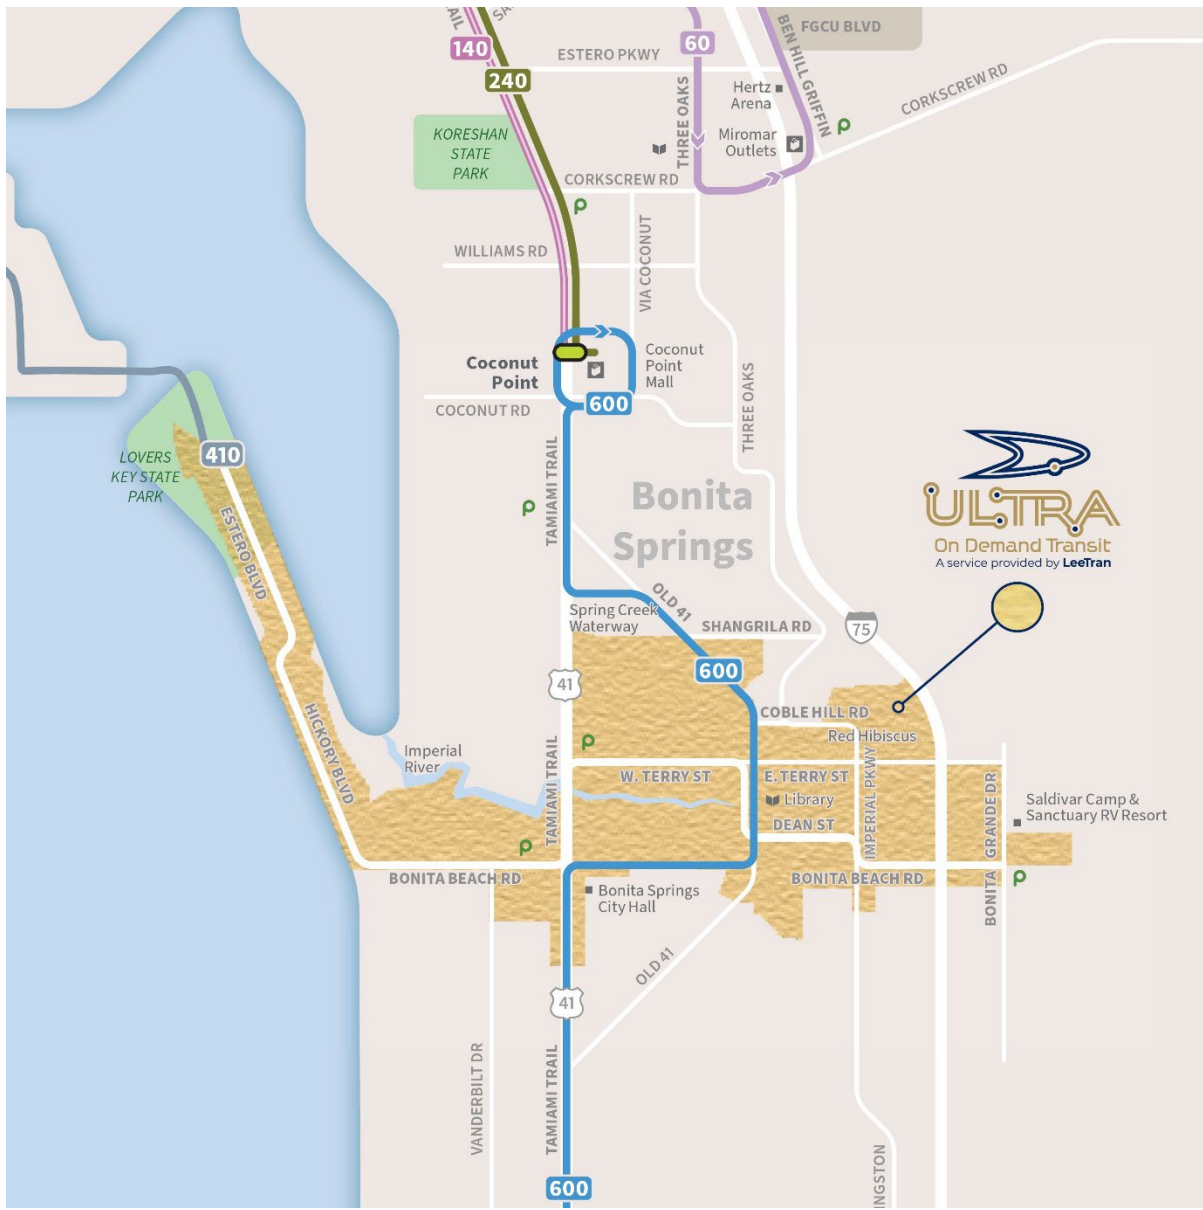 AIL
SA
140
240
60
FGCU BLVD
ESTERO PKWY
BEN HILL GRIFFIN
THREE OAKS
Hertz
Arena
CORKSCREW RD
KORESHAN
STATE
PARK
Miromar
Outlets
CORKSCREW RD
WILLIAMS RD
VIA COCONUT
Coconut
Point
Coconut
Point
Mall
600
COCONUT RD
THREE OAKS
410
LOVERS
KEY STATE
PARK
TAMIAMI TRAIL
Bonita
Springs
ULTRA
On Demand Transit
A service provided by LeeTran
ESTERO BLVD
OLD 41
Spring Creek
Waterway
SHANGRILA RD
75
600
41
COBLE HILL RD
Red Hibiscus
HICKORY BLVD
Imperial
River
TAMIAMI TRAIL
W. TERRY ST
E. TERRY ST
IMPERIAL PKWY
Library
DEAN ST
BONITA GRANDE DR
Saldivar Camp &
Sanctuary RV Resort
BONITA BEACH RD
BONITA BEACH RD
Bonita Springs
City Hall
OLD 41
41
VANDERBILT DR
TAMIAMI TRAIL
INGSTON
600